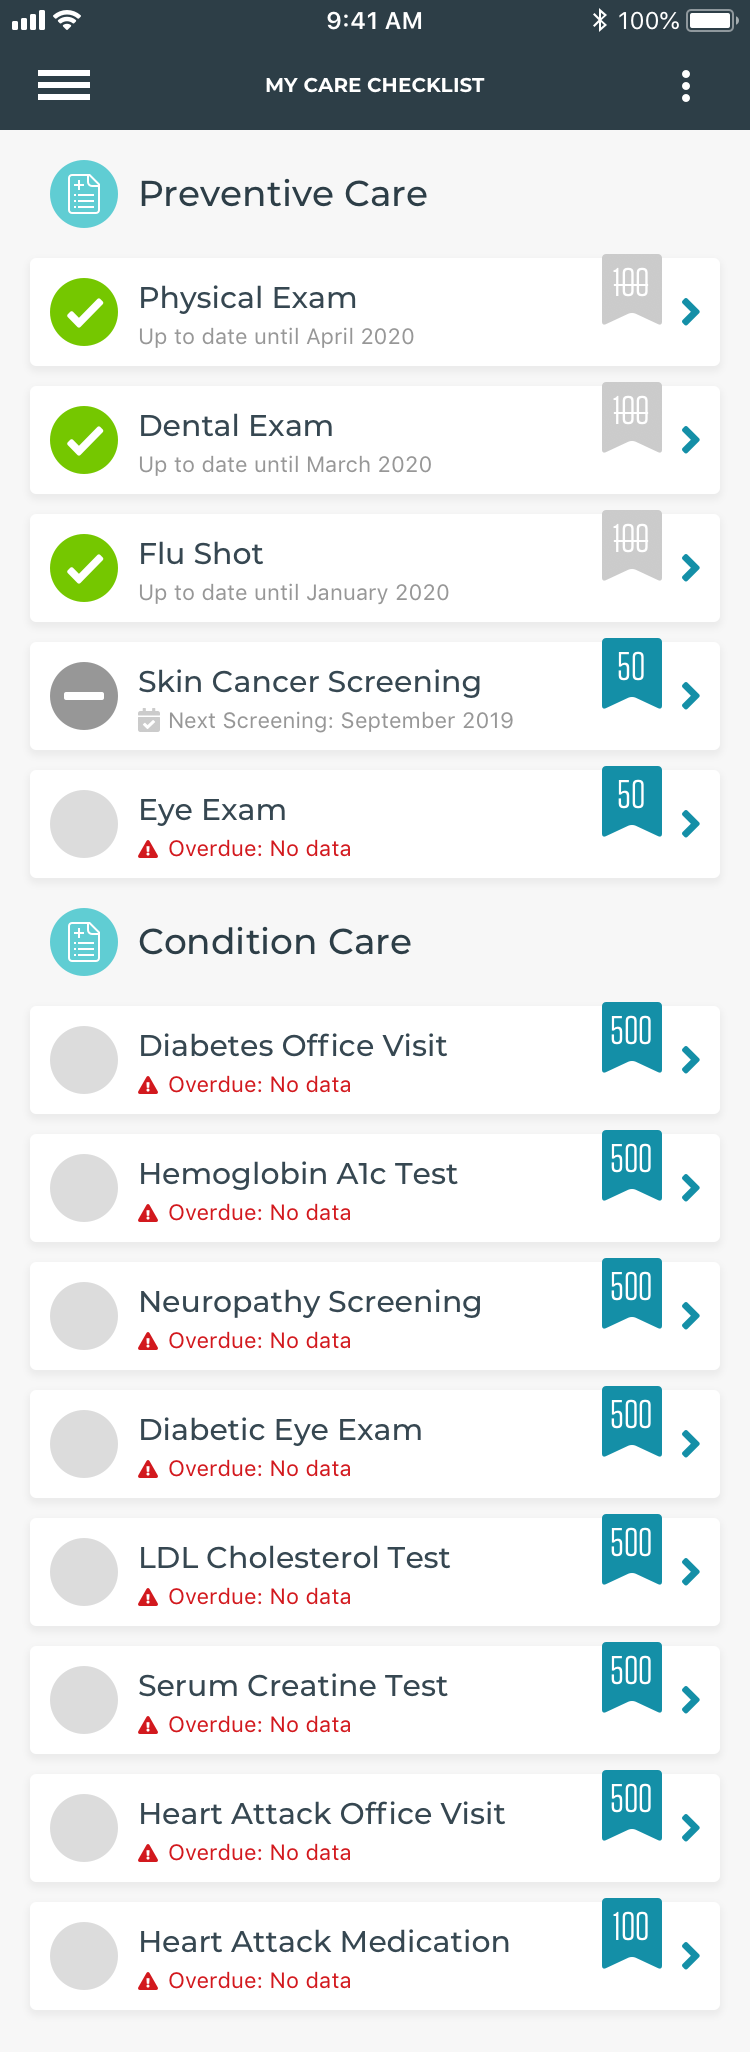 9:41 AM
100%
MY CARE CHECKLIST
Preventive Care
Physical Exam
100
Up to date until April 2020
Dental Exam
100
Up to date until March 2020
Flu Shot
100
Up to date until January 2020
Skin Cancer Screening
50
Next Screening: September 2019
Eye Exam
50
Overdue: No data
Condition Care
Diabetes Office Visit
500
Overdue: No data
Hemoglobin A1c Test
500
Overdue: No data
Neuropathy Screening
500
Overdue: No data
Diabetic Eye Exam
500
Overdue: No data
LDL Cholesterol Test
500
Overdue: No data
Serum Creatine Test
500
Overdue: No data
Heart Attack Office Visit
500
Overdue: No data
Heart Attack Medication
100
Overdue: No data